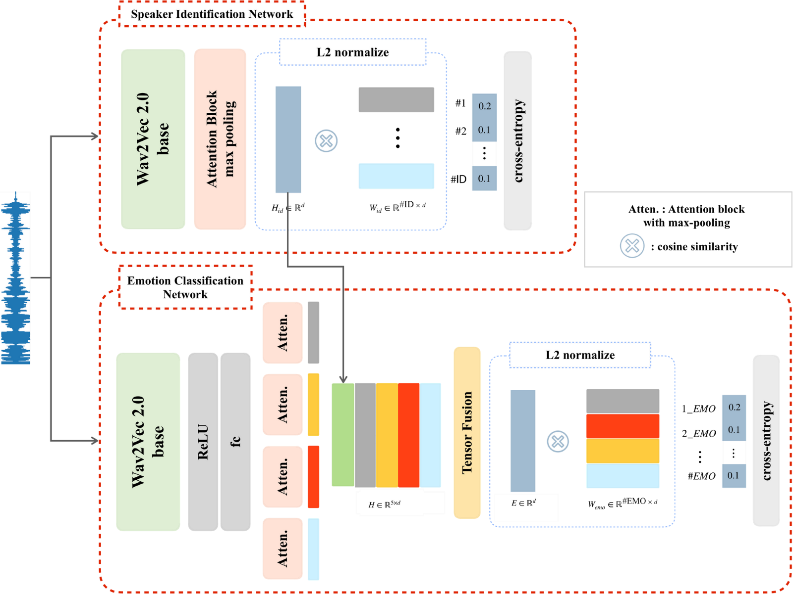 Speaker Identification Network
Wav2Vec 2.0
base
Attention Block
max pooling
L2 normalize
H_id ∈ ℝ^d
W_id ∈ ℝ^#ID × d
#1
#2
#ID
0.2
0.1
⋯
0.1
cross-entropy
Atten. : Attention block
with max-pooling
: cosine similarity
Emotion Classification
Network
Wav2Vec 2.0
base
ReLU
fc
Atten.
Atten.
Atten.
Atten.
H ∈ ℝ^5xd
Tensor Fusion
L2 normalize
E ∈ ℝ^d
W_emo ∈ ℝ^#EMO × d
1_EMO
2_EMO
⋮
#EMO
0.2
0.1
...
0.1
cross-entropy